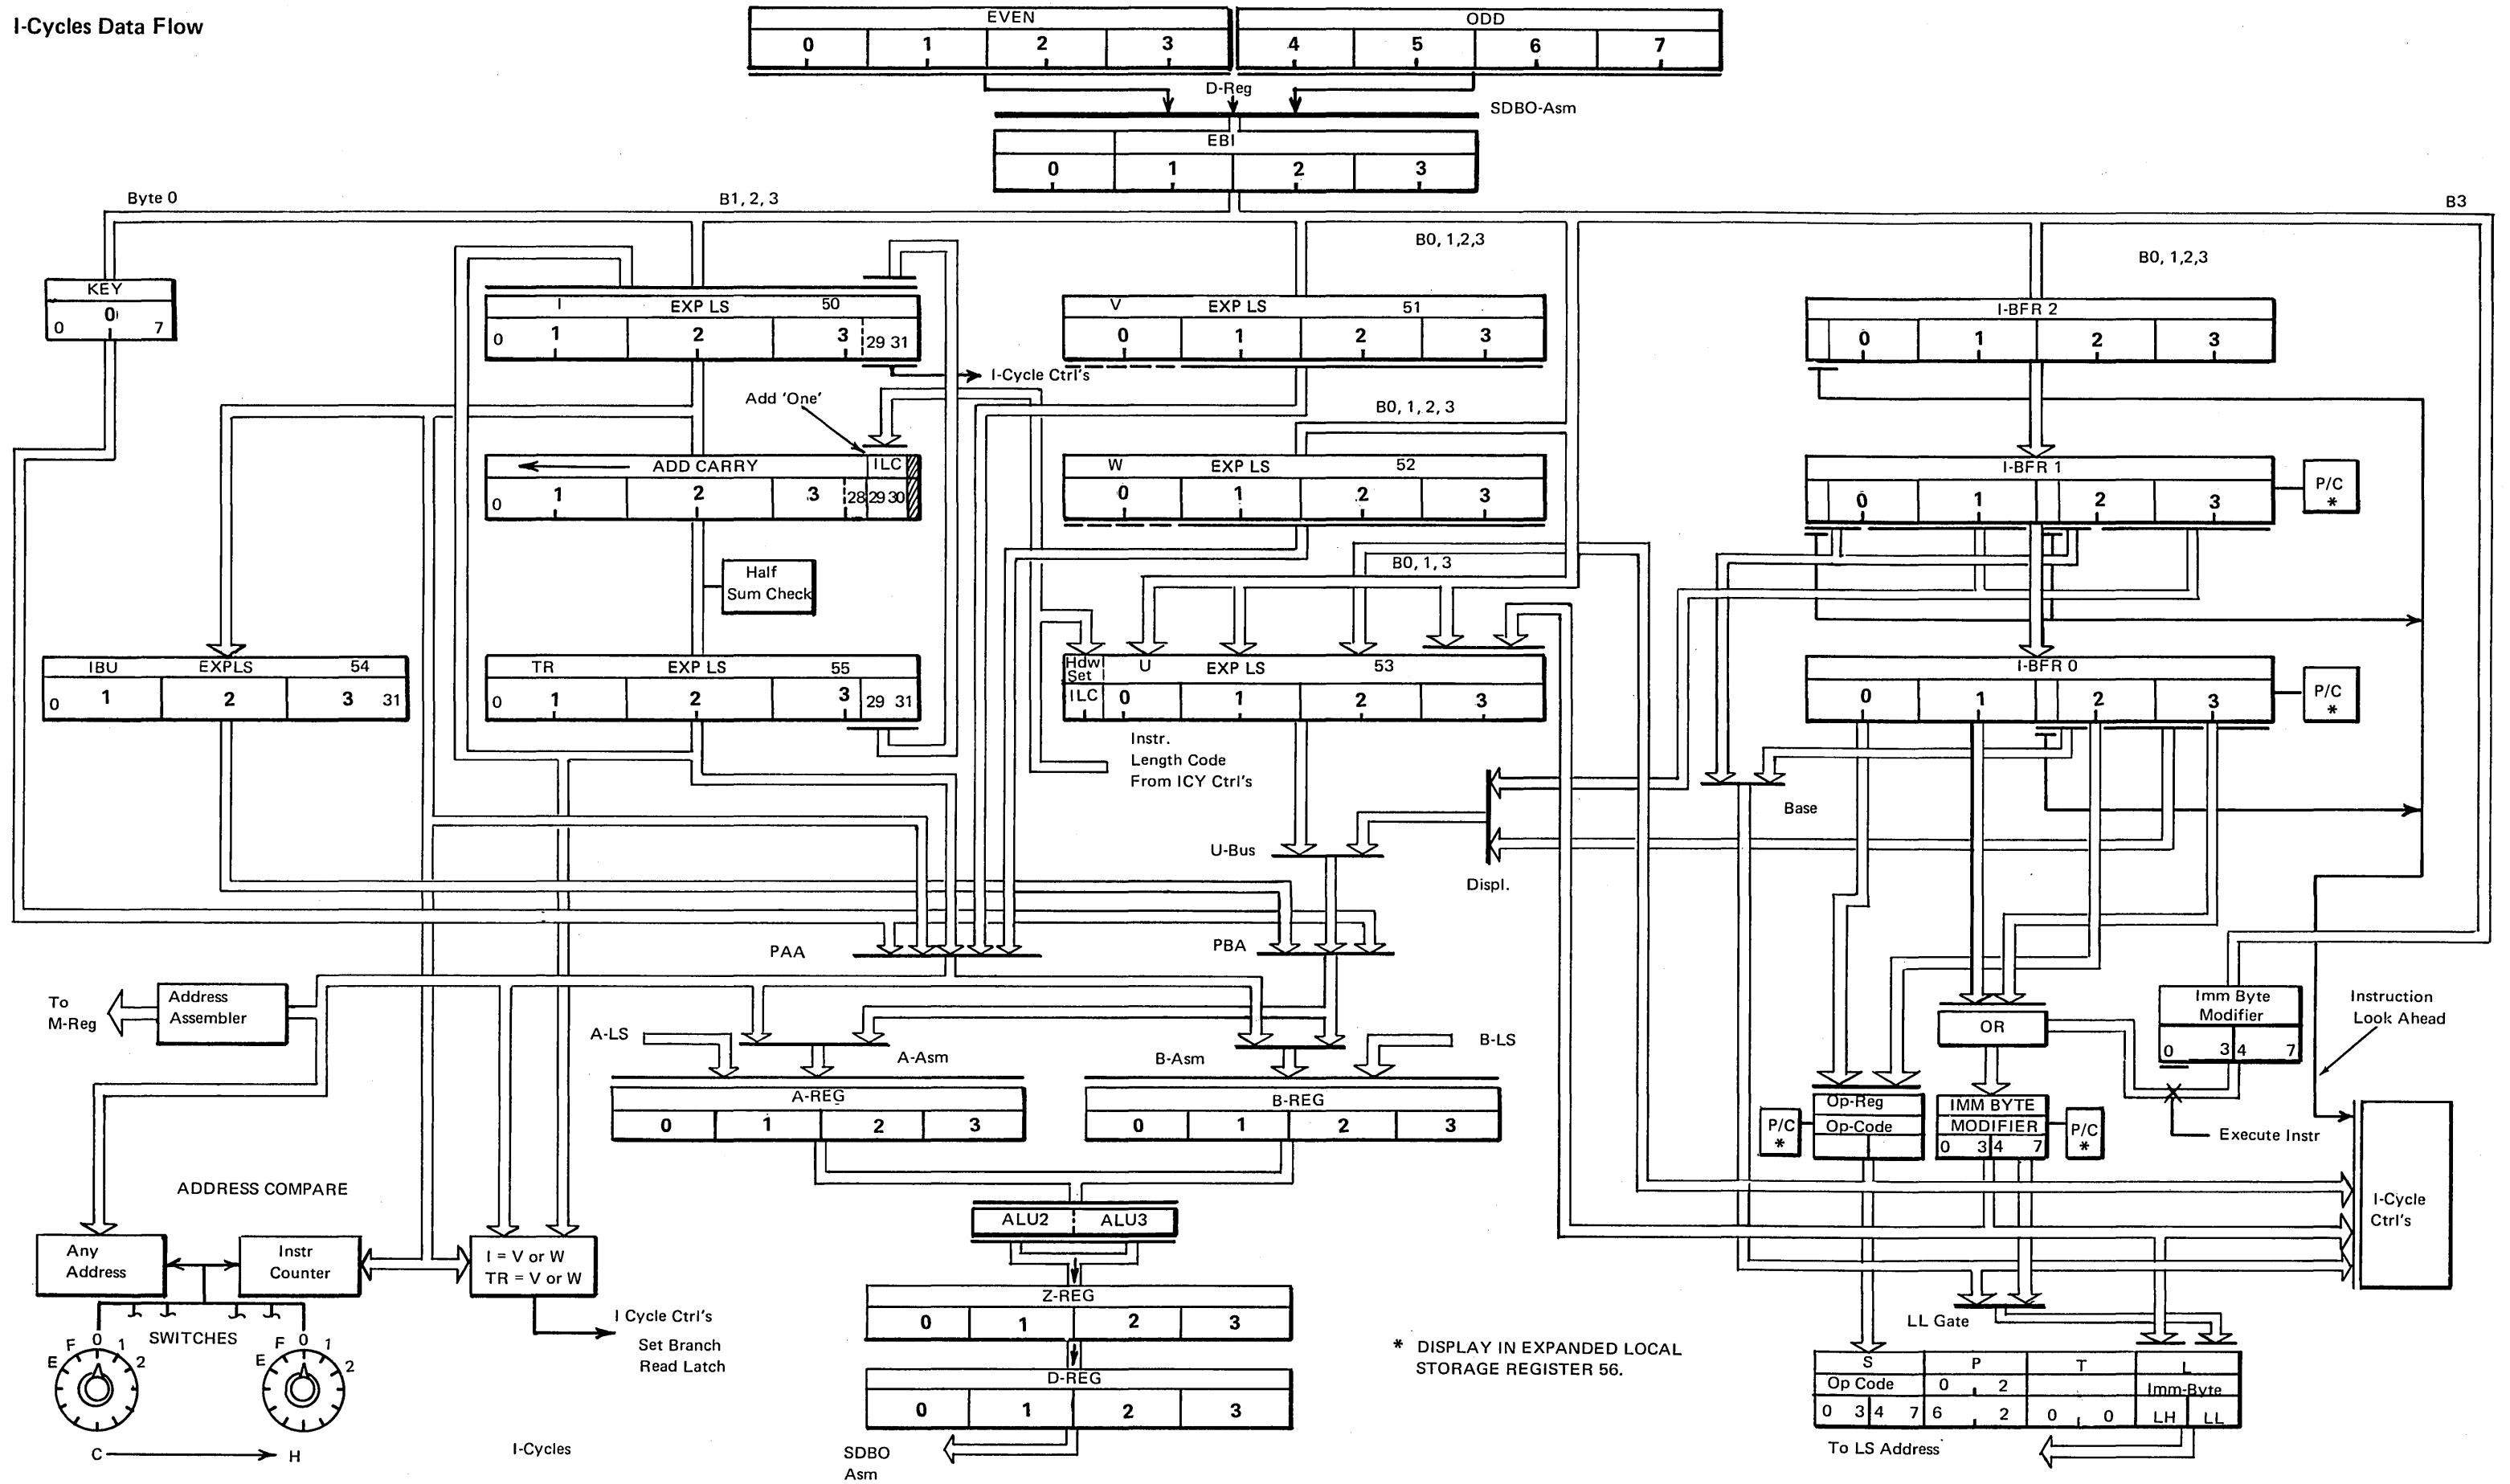 I-Cycles Data Flow
EVEN ODD
0 1 2 3 4 5 6 7
D-Reg
SDBO-Asm
EBI
0 1 2 3
Byte 0 B1, 2, 3 B3
B0, 1,2,3
B0, 1,2,3
KEY
0
0 7
I EXP LS 50
0 1 2 3 29 31
V EXP LS 51
0 1 2 3
I-BFR 2
0 1 2 3
I-Cycle Ctrl's
Add 'One'
B0, 1, 2, 3
ADD CARRY ILC
0 1 2 3 28 29 30
W EXP LS 52
0 1 2 3
I-BFR 1
0 1 2 3
P/C
*
Half
Sum Check
B0, 1, 3
IBU EXPLS 54
0 1 2 3 31
TR EXP LS 55
0 1 2 3 29 31
Hdw
Set
U EXP LS 53
ILC 0 1 2 3
I-BFR 0
0 1 2 3
P/C
*
Instr.
Length Code
From ICY Ctrl's
Base
U-Bus
Displ.
PAA PBA
To
M-Reg
Address
Assembler
A-LS
A-Asm
B-Asm
B-LS
OR
Imm Byte
Modifier
0 3 4 7
Instruction
Look Ahead
A-REG
0 1 2 3
B-REG
0 1 2 3
P/C
*
Op-Reg
Op-Code
IMM BYTE
MODIFIER
0 3 4 7
P/C
*
Execute Instr
ADDRESS COMPARE
ALU2 ALU3
I-Cycle
Ctrl's
Any
Address
Instr
Counter
I = V or W
TR = V or W
Z-REG
0 1 2 3
I Cycle Ctrl's
Set Branch
Read Latch
LL Gate
SWITCHES
E F 0 1 2
E F 0 1 2
* DISPLAY IN EXPANDED LOCAL
STORAGE REGISTER 56.
D-REG
0 1 2 3
S P T L
Op Code 0 2 Imm-Byte
0 3 4 7 6 2 0 0 LH LL
C H
I-Cycles
SDBO
Asm
To LS Address